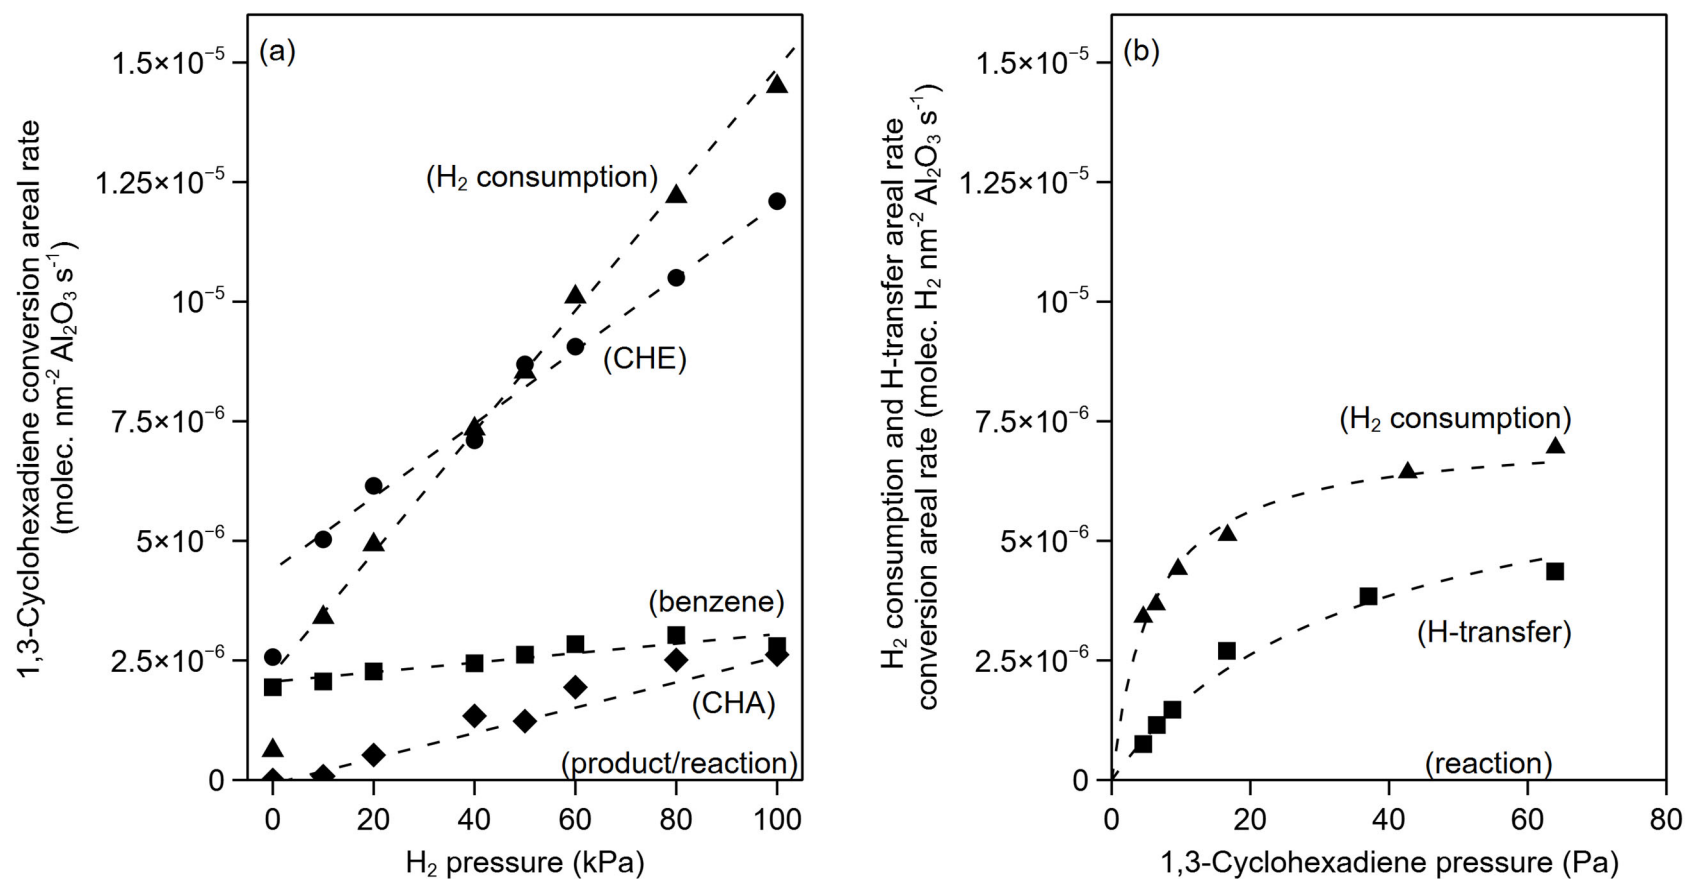 (a)
1,3-Cyclohexadiene conversion areal rate
(molec. nm⁻² Al₂O₃ s⁻¹)
1.5×10⁻⁵
1.25×10⁻⁵
10⁻⁵
7.5×10⁻⁶
5×10⁻⁶
2.5×10⁻⁶
0
(H₂ consumption)
(CHE)
(benzene)
(CHA)
(product/reaction)
0 20 40 60 80 100
H₂ pressure (kPa)
(b)
H₂ consumption and H-transfer areal rate
conversion areal rate (molec. H₂ nm⁻² Al₂O₃ s⁻¹)
1.5×10⁻⁵
1.25×10⁻⁵
10⁻⁵
7.5×10⁻⁶
5×10⁻⁶
2.5×10⁻⁶
0
(H₂ consumption)
(H-transfer)
(reaction)
0 20 40 60 80
1,3-Cyclohexadiene pressure (Pa)